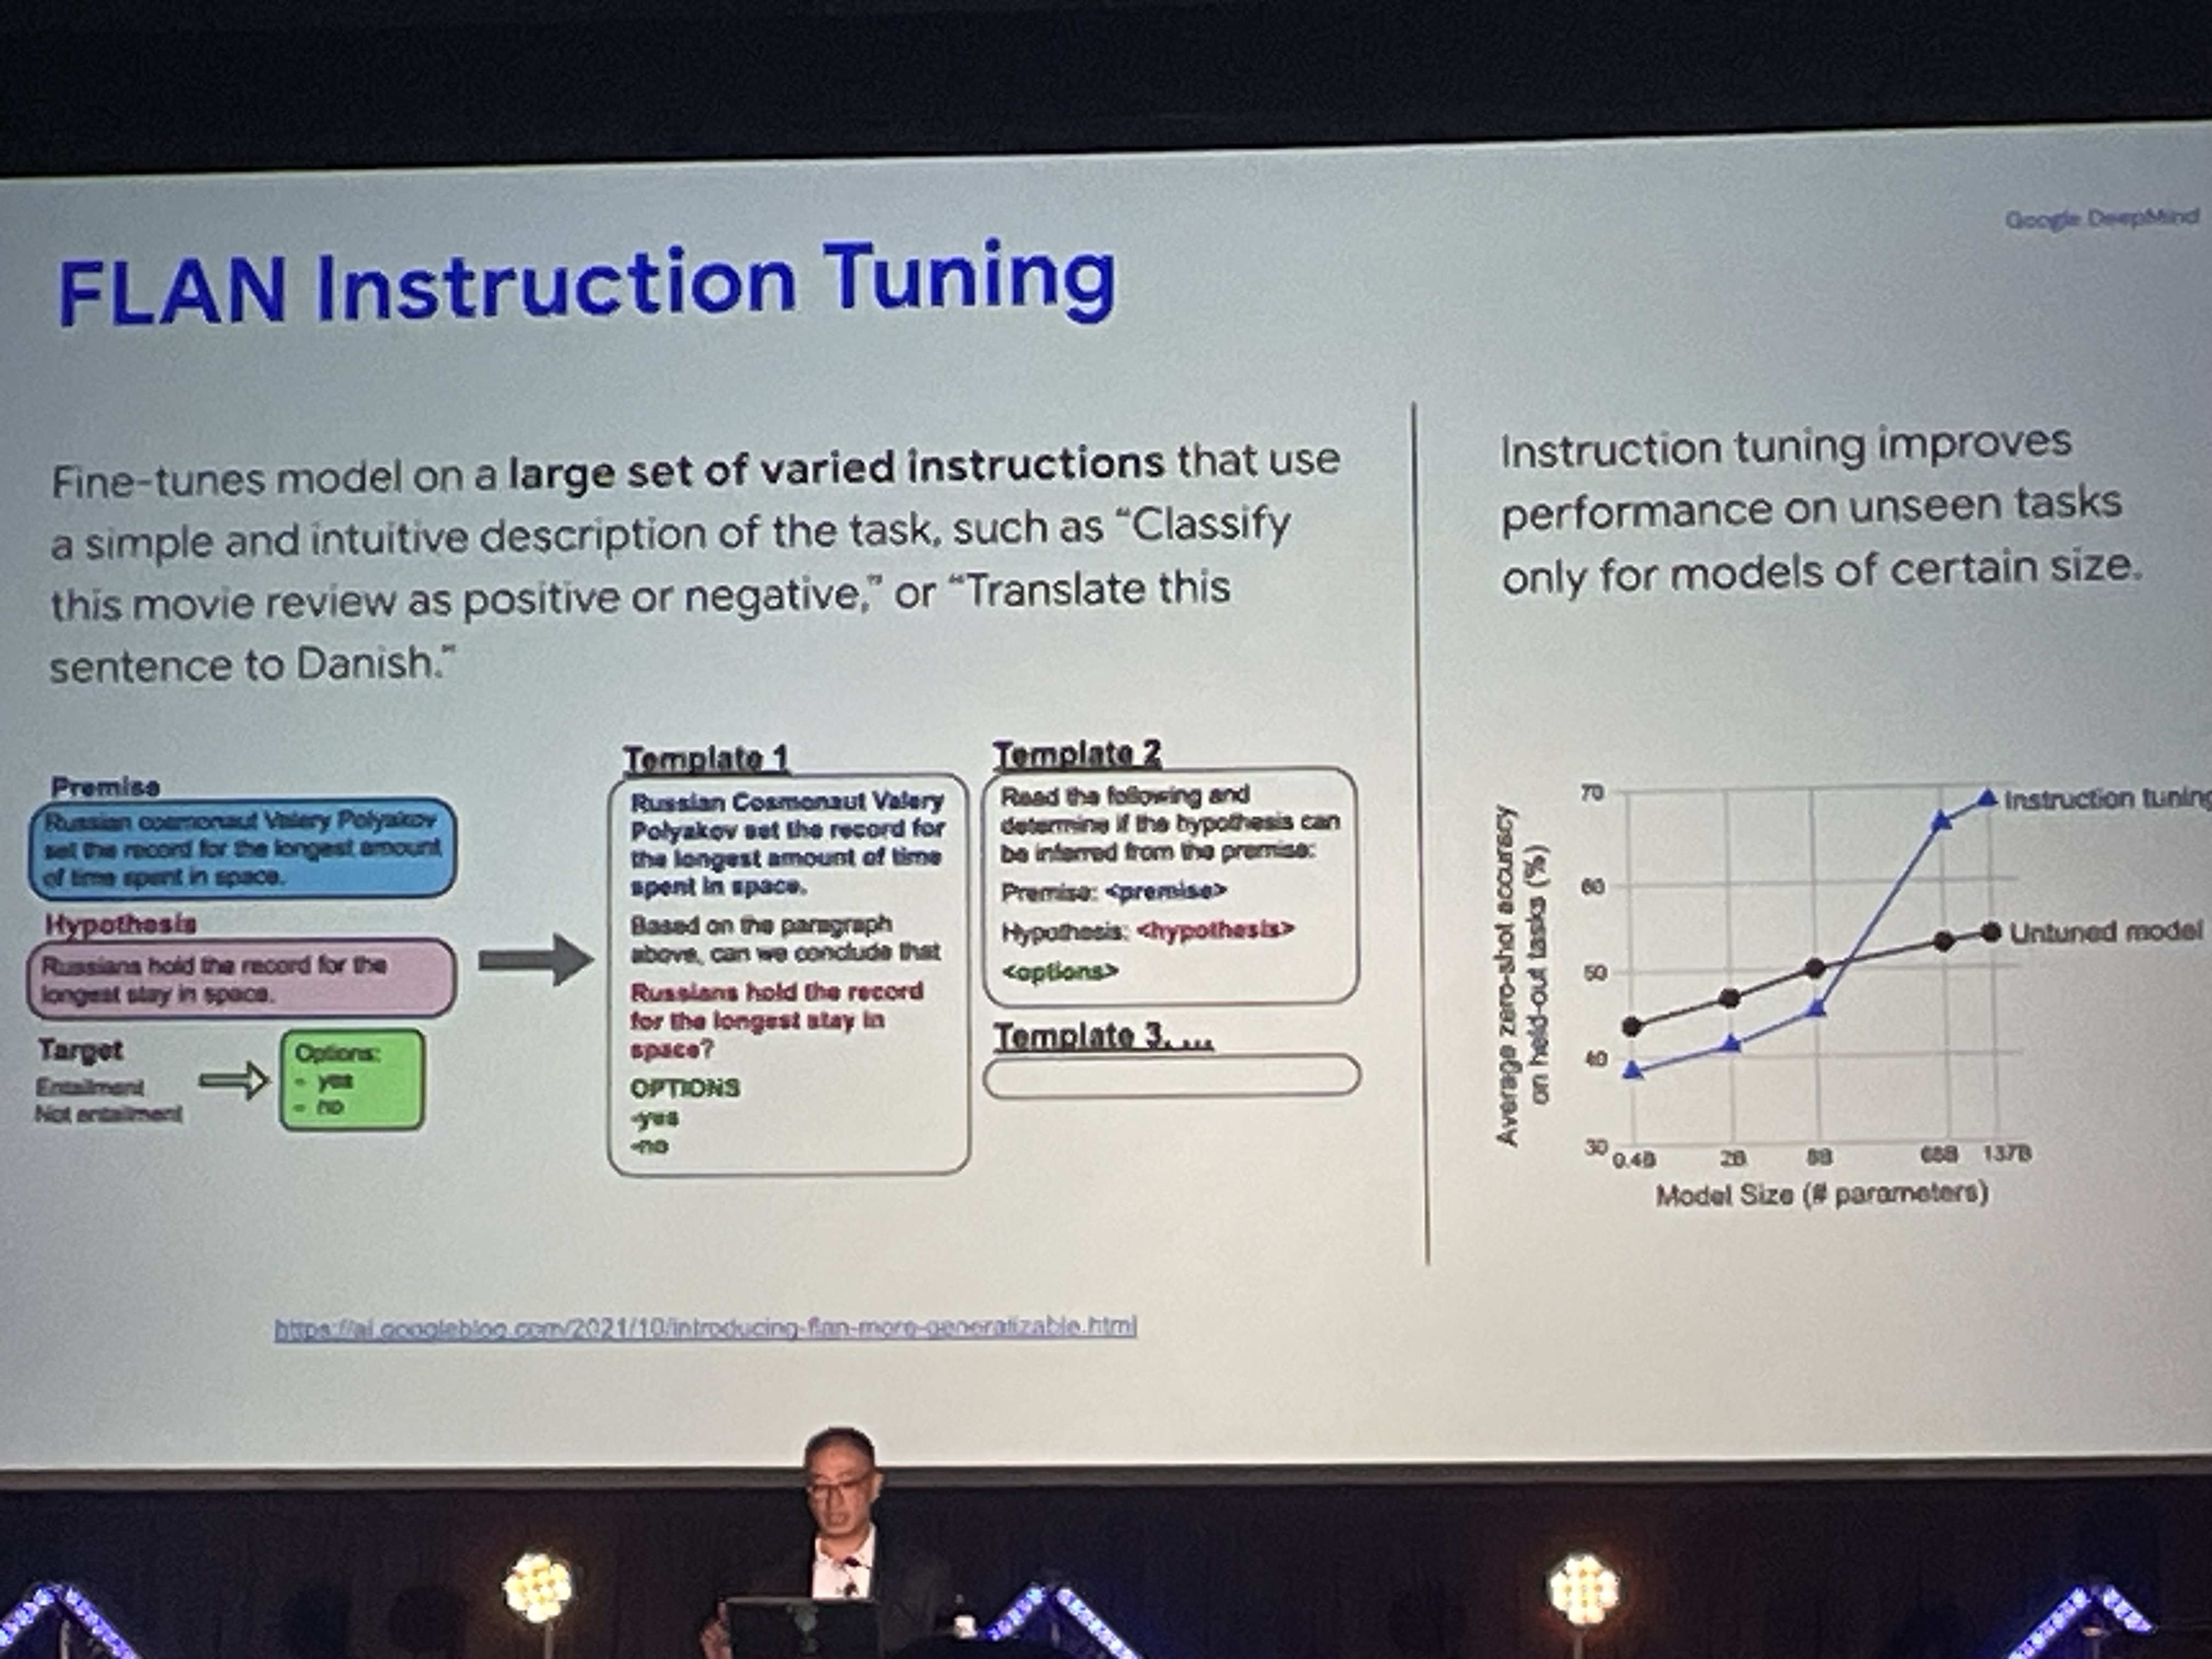 Google DeepMind
FLAN Instruction Tuning
Fine-tunes model on a large set of varied instructions that use
a simple and intuitive description of the task, such as “Classify
this movie review as positive or negative,” or “Translate this
sentence to Danish.”
Premise
Russian cosmonaut Valery Polyakov
set the record for the longest amount
of time spent in space.
Hypothesis
Russians hold the record for the
longest stay in space.
Target
Entailment
Not entailment
Options:
- yes
- no
Template 1
Russian Cosmonaut Valery
Polyakov set the record for
the longest amount of time
spent in space.
Based on the paragraph
above, can we conclude that
Russians hold the record
for the longest stay in
space?
OPTIONS
-yes
-no
Template 2
Read the following and
determine if the hypothesis can
be inferred from the premise:
Premise: <premise>
Hypothesis: <hypothesis>
<options>
Template 3, ...
https://ai.googleblog.com/2021/10/introducing-flan-more-generalizable.html
Instruction tuning improves
performance on unseen tasks
only for models of certain size.
Average zero-shot accuracy
on held-out tasks (%)
70
60
50
40
30
Instruction tuning
Untuned model
0.4B 2B 8B 68B 137B
Model Size (# parameters)